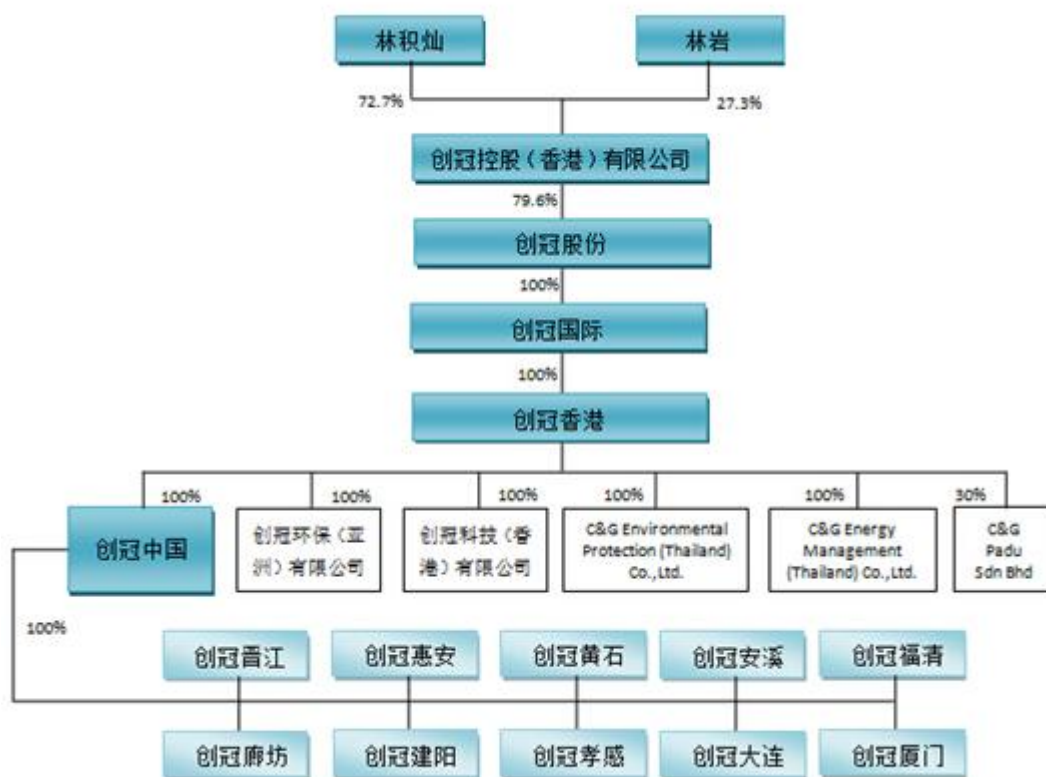 林积灿
林岩
72.7%
27.3%
创冠控股（香港）有限公司
79.6%
创冠股份
100%
创冠国际
100%
创冠香港
100%
100%
100%
100%
100%
30%
创冠中国
创冠环保（亚
洲）有限公司
创冠科技（香
港）有限公司
C&G Environmental
Protection (Thailand)
Co.,Ltd.
C&G Energy
Management
(Thailand) Co.,Ltd.
C&G
Padu
Sdn Bhd
100%
创冠晋江
创冠惠安
创冠黄石
创冠安溪
创冠福清
创冠廊坊
创冠建阳
创冠孝感
创冠大连
创冠厦门